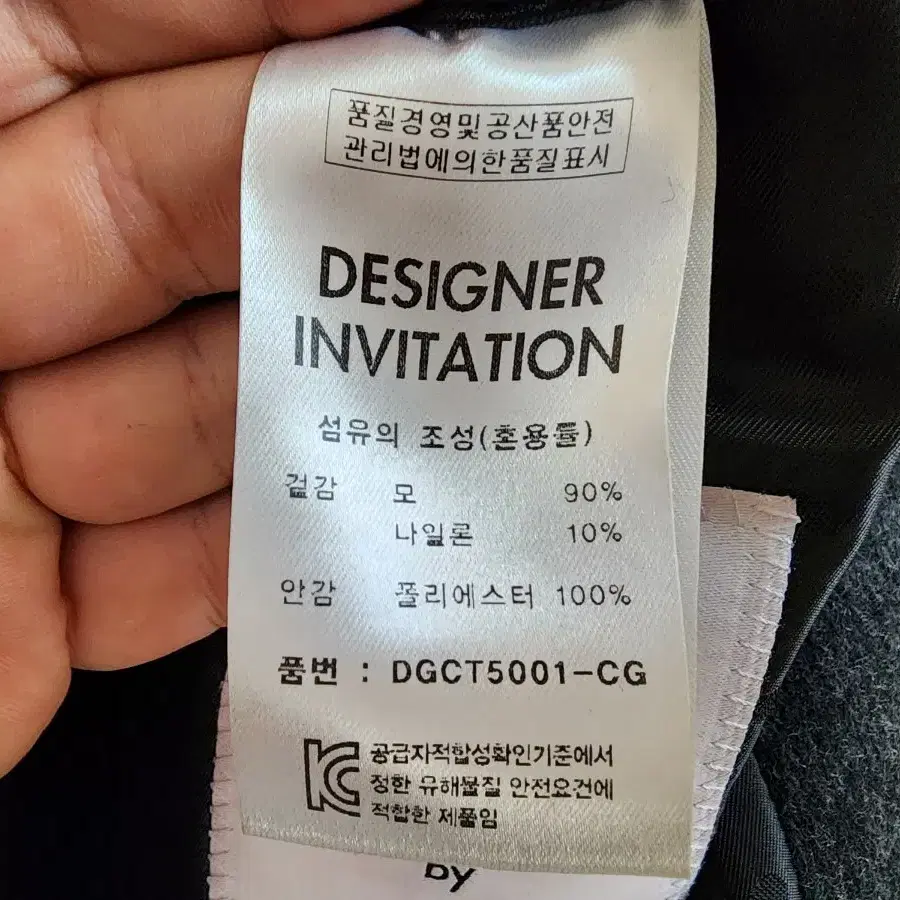 품질경영및공산품안전
관리법에의한품질표시
DESIGNER
INVITATION
섬유의 조성(혼용률)
겉감 모 90%
나일론 10%
안감 폴리에스터 100%
품번 : DGCT5001-CG
공급자적합성확인기준에서
정한 유해물질 안전요건에
적합한 제품임
by